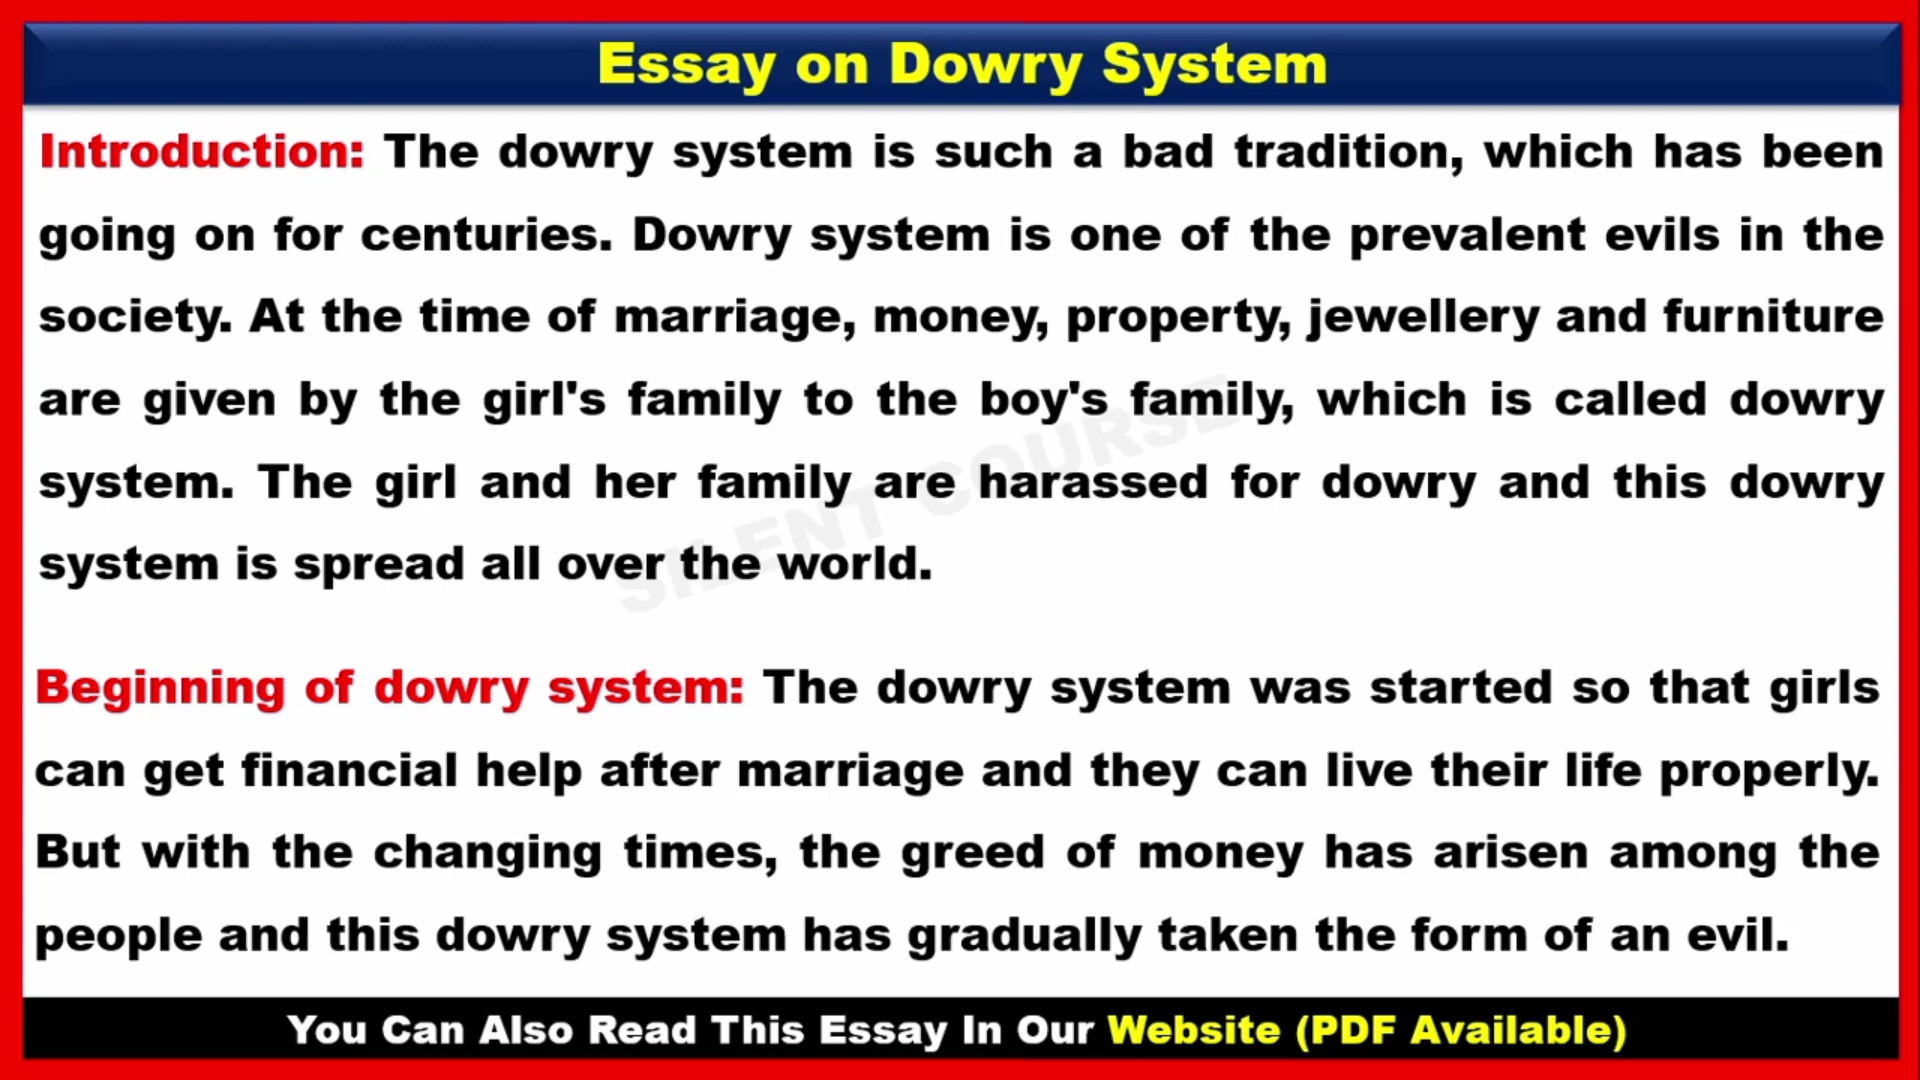 Essay on Dowry System
Introduction: The dowry system is such a bad tradition, which has been
going on for centuries. Dowry system is one of the prevalent evils in the
society. At the time of marriage, money, property, jewellery and furniture
are given by the girl's family to the boy's family, which is called dowry
system. The girl and her family are harassed for dowry and this dowry
system is spread all over the world.
SILENT COURSE
Beginning of dowry system: The dowry system was started so that girls
can get financial help after marriage and they can live their life properly.
But with the changing times, the greed of money has arisen among the
people and this dowry system has gradually taken the form of an evil.
You Can Also Read This Essay In Our Website (PDF Available)